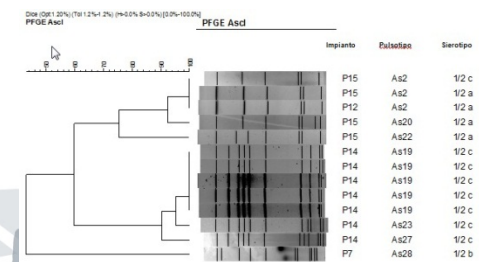 Dice (Opt:1.20%) (Tol 1.2%-1.2%) (H>0.0% S>0.0%) [0.0%-100.0%]
PFGE AscI PFGE AscI
Impianto Pulsotipo Sierotipo
100
P15 As2 1/2 c
P15 As2 1/2 a
P12 As2 1/2 a
P15 As20 1/2 a
P15 As22 1/2 a
P14 As19 1/2 c
P14 As19 1/2 c
P14 As19 1/2 c
P14 As19 1/2 c
P14 As19 1/2 c
P14 As23 1/2 c
P14 As27 1/2 c
P7 As28 1/2 b